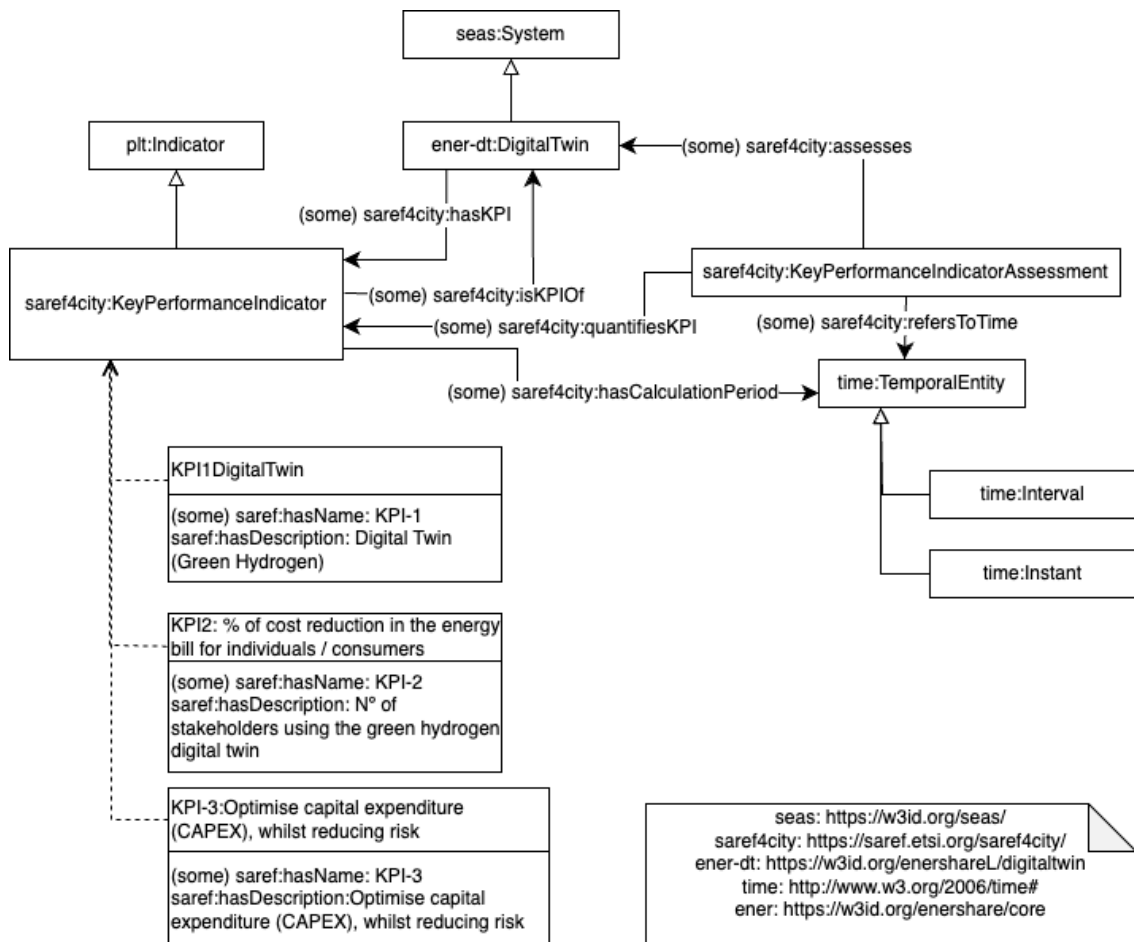 seas:System
plt:Indicator
ener-dt:DigitalTwin
(some) saref4city:assesses
(some) saref4city:hasKPI
saref4city:KeyPerformanceIndicator
(some) saref4city:isKPIOf
saref4city:KeyPerformanceIndicatorAssessment
(some) saref4city:quantifiesKPI
(some) saref4city:refersToTime
(some) saref4city:hasCalculationPeriod
time:TemporalEntity
time:Interval
time:Instant
KPI1DigitalTwin
(some) saref:hasName: KPI-1
saref:hasDescription: Digital Twin
(Green Hydrogen)
KPI2: % of cost reduction in the energy
bill for individuals / consumers
(some) saref:hasName: KPI-2
saref:hasDescription: Nº of
stakeholders using the green hydrogen
digital twin
KPI-3:Optimise capital expenditure
(CAPEX), whilst reducing risk
(some) saref:hasName: KPI-3
saref:hasDescription:Optimise capital
expenditure (CAPEX), whilst reducing risk
seas: https://w3id.org/seas/
saref4city: https://saref.etsi.org/saref4city/
ener-dt: https://w3id.org/enershareL/digitaltwin
time: http://www.w3.org/2006/time#
ener: https://w3id.org/enershare/core